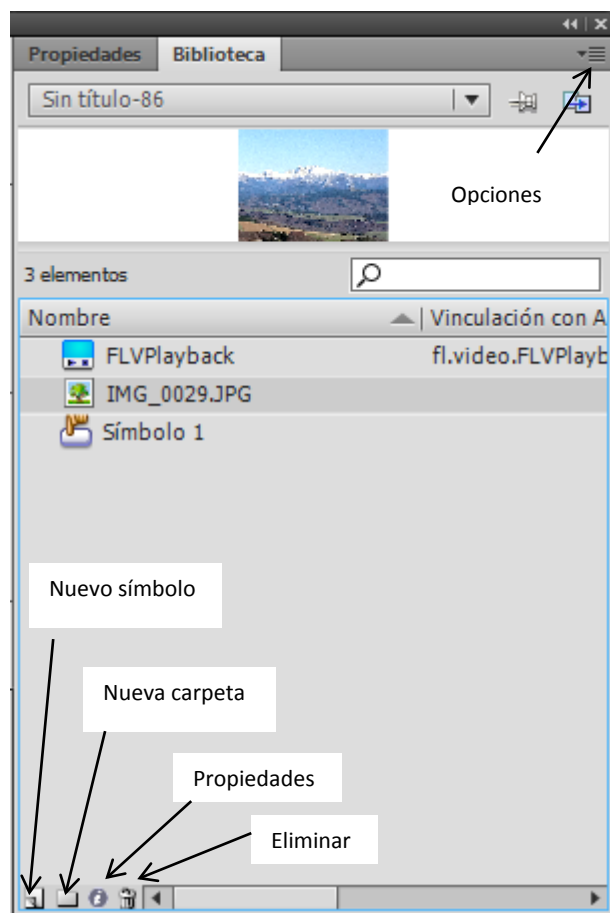 Propiedades Biblioteca
Sin título-86
Opciones
3 elementos
Nombre Vinculación con A
FLVPlayback fl.video.FLVPlayb
IMG_0029.JPG
Símbolo 1
Nuevo símbolo
Nueva carpeta
Propiedades
Eliminar